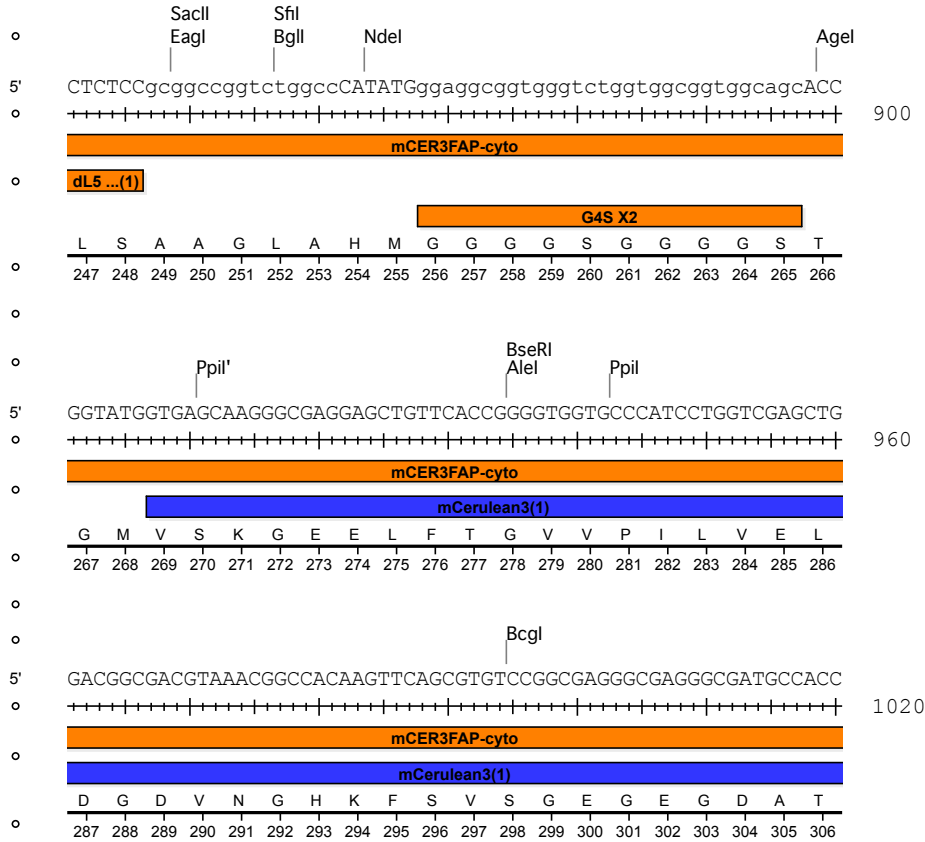 SacII SfiI
EagI BglI NdeI AgeI
5' CTCTCCgcggccggtctggcccATATGggaggcggtgggtctggtggcggtggcagcACC
900
mCER3FAP-cyto
dL5 ...(1)
G4S X2
L S A A G L A H M G G G G S G G G G S T
247 248 249 250 251 252 253 254 255 256 257 258 259 260 261 262 263 264 265 266
BseRI
PpiI' AleI PpiI
5' GGTATGGTGAGCAAGGGCGAGGAGCTGTTCACCGGGGTGGTGCCCATCCTGGTCGAGCTG
960
mCER3FAP-cyto
mCerulean3(1)
G M V S K G E E L F T G V V P I L V E L
267 268 269 270 271 272 273 274 275 276 277 278 279 280 281 282 283 284 285 286
BcgI
5' GACGGCGACGTAAACGGCCACAAGTTCAGCGTGTCCGGCGAGGGCGAGGGCGATGCCACC
1020
mCER3FAP-cyto
mCerulean3(1)
D G D V N G H K F S V S G E G E G D A T
287 288 289 290 291 292 293 294 295 296 297 298 299 300 301 302 303 304 305 306